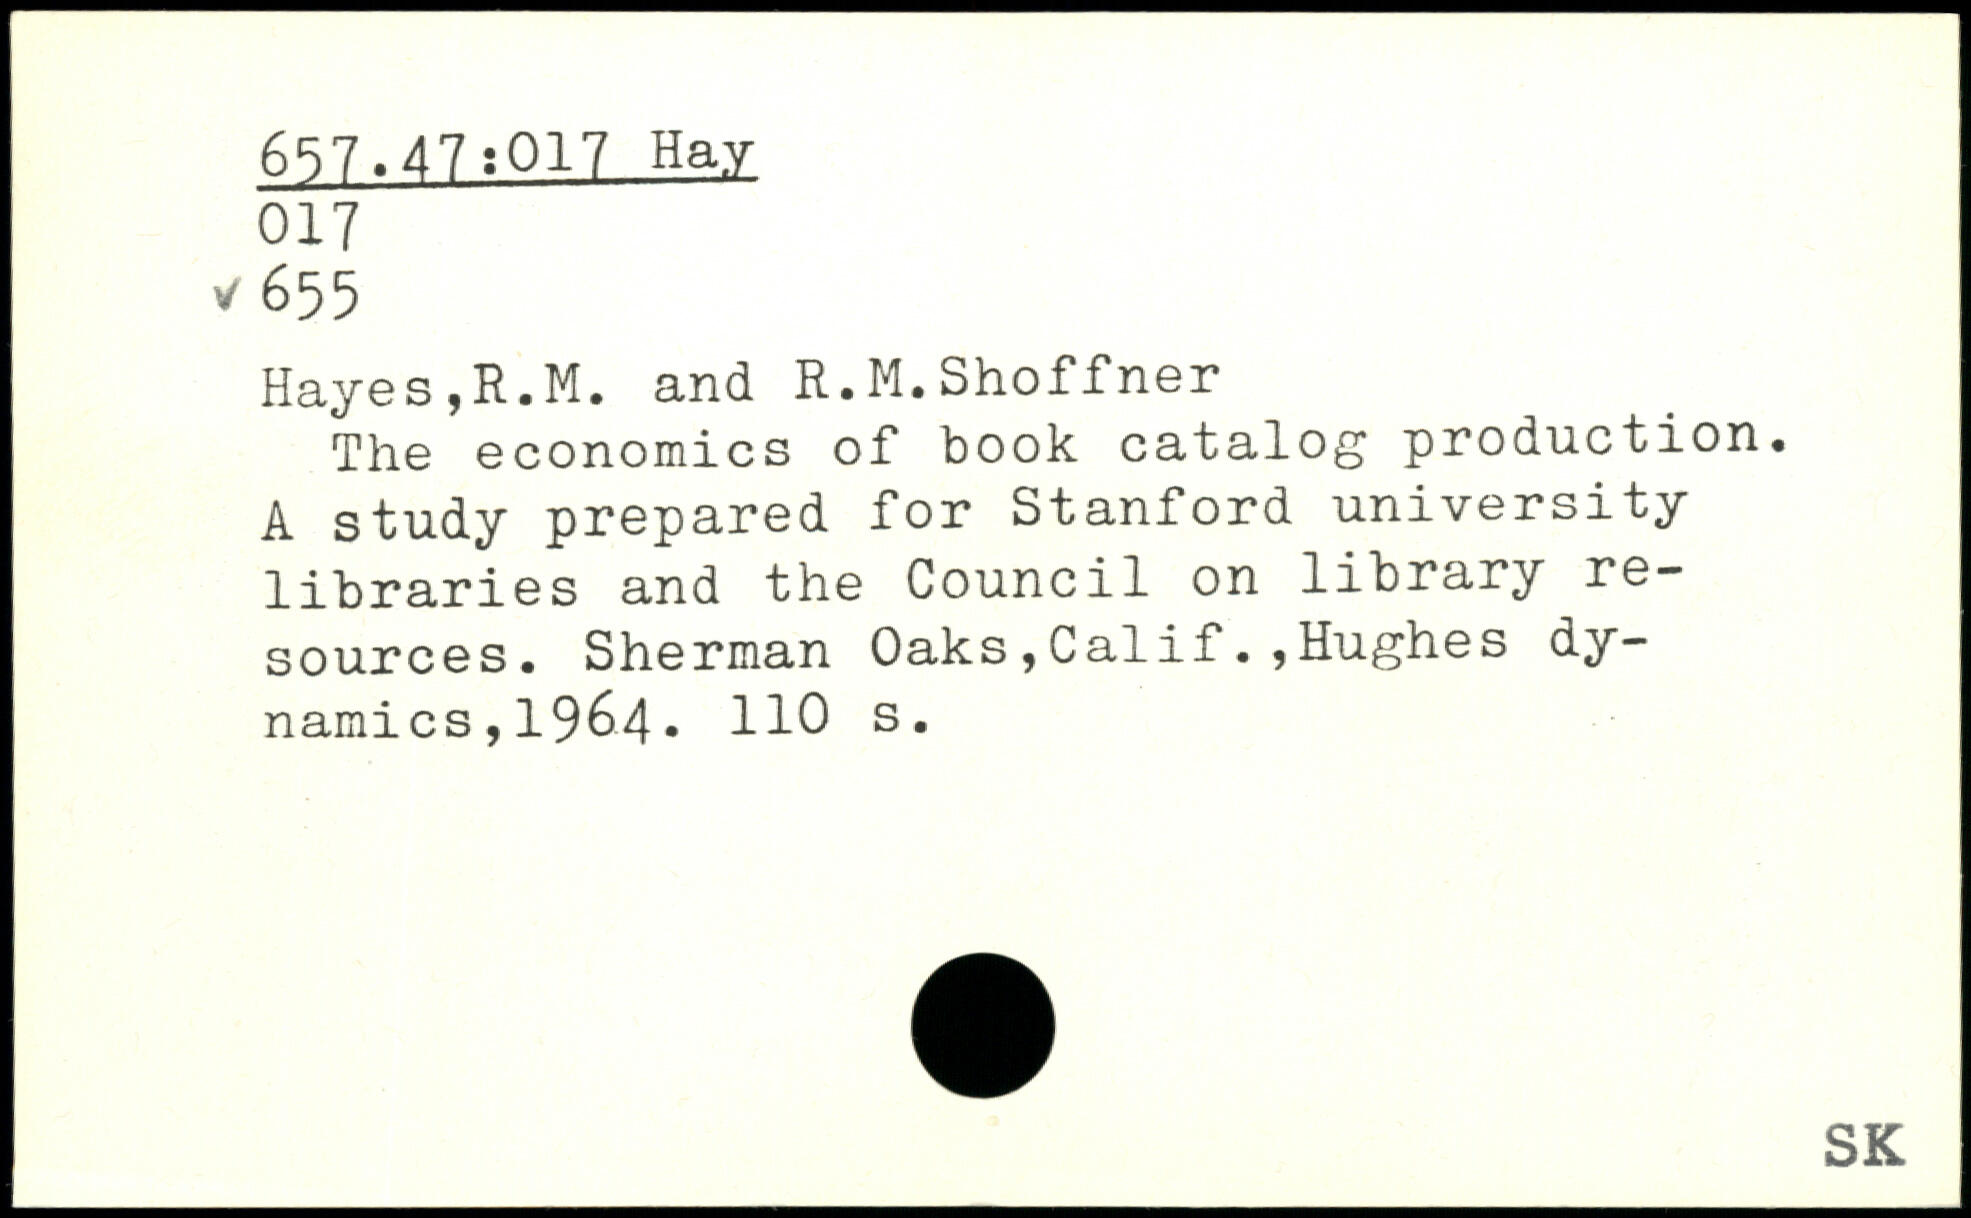 657.47:017 Hay
017
✓ 655
Hayes,R.M. and R.M.Shoffner
The economics of book catalog production.
A study prepared for Stanford university
libraries and the Council on library re-
sources. Sherman Oaks,Calif.,Hughes dy-
namics,1964. 110 s.
SK